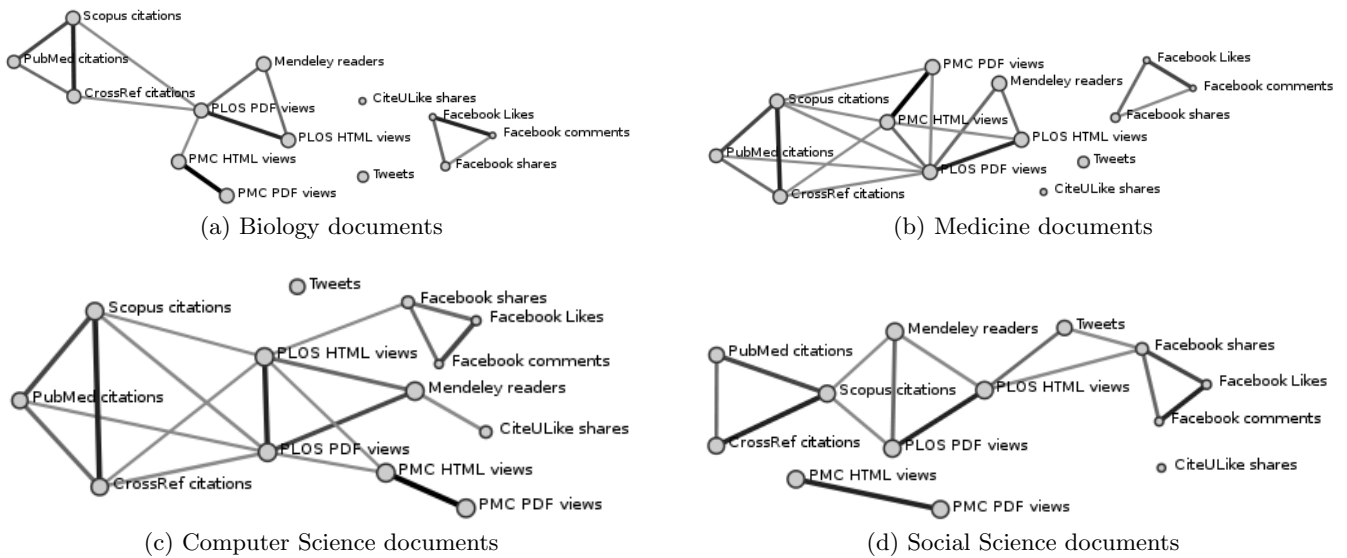 Scopus citations
PubMed citations
CrossRef citations
Mendeley readers
PLOS PDF views
CiteULike shares
Facebook Likes
Facebook comments
PLOS HTML views
PMC HTML views
Facebook shares
Tweets
PMC PDF views
(a) Biology documents
Facebook Likes
PMC PDF views
Mendeley readers
Facebook comments
Scopus citations
Facebook shares
PMC HTML views
PLOS HTML views
PubMed citations
Tweets
PLOS PDF views
CiteULike shares
CrossRef citations
(b) Medicine documents
Tweets
Scopus citations
Facebook shares
Facebook Likes
PLOS HTML views
Facebook comments
Mendeley readers
PubMed citations
CiteULike shares
PLOS PDF views
PMC HTML views
CrossRef citations
PMC PDF views
(c) Computer Science documents
Mendeley readers
Tweets
PubMed citations
Facebook shares
Scopus citations
PLOS HTML views
Facebook Likes
Facebook comments
CrossRef citations
PLOS PDF views
CiteULike shares
PMC HTML views
PMC PDF views
(d) Social Science documents